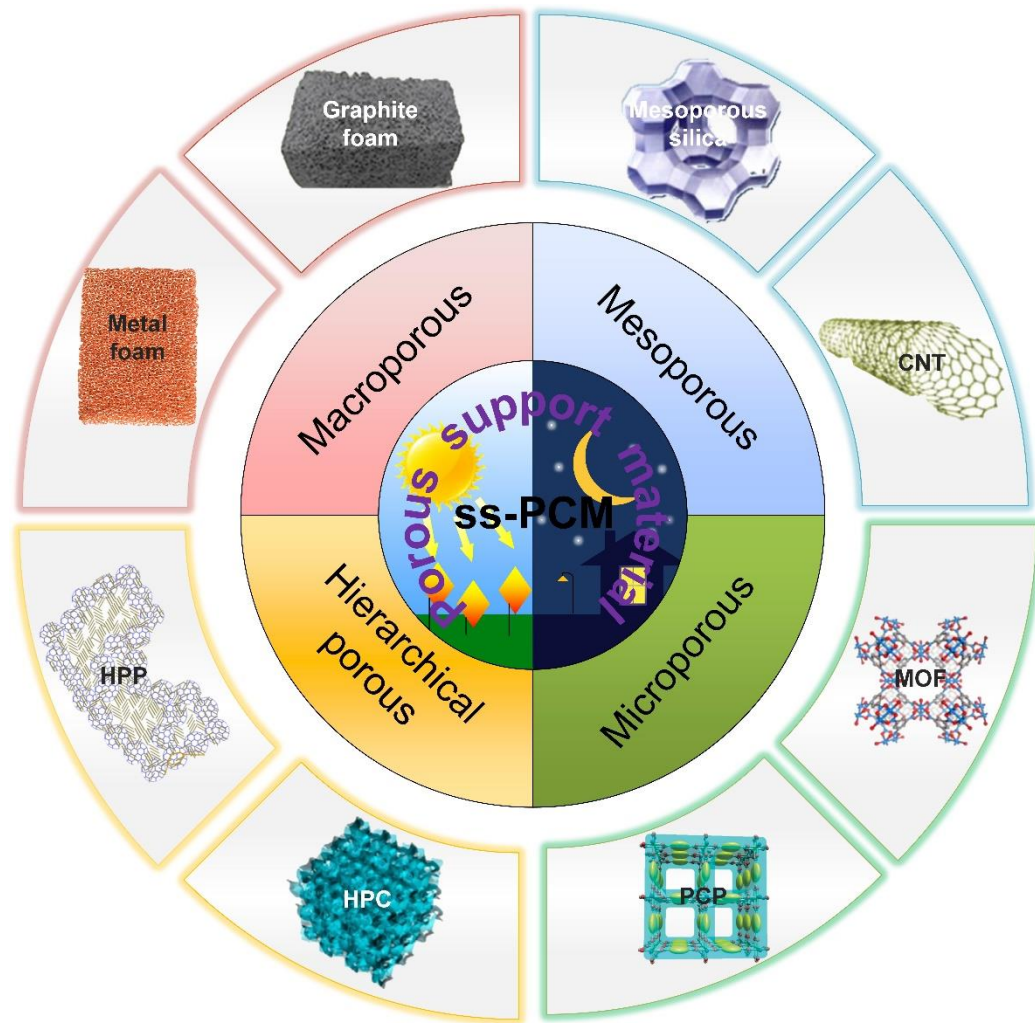 Graphite
foam
Mesoporous
silica
Metal
foam
CNT
Macroporous
Mesoporous
Porous support material
ss-PCM
Hierarchical
porous
Microporous
HPP
MOF
HPC
PCP